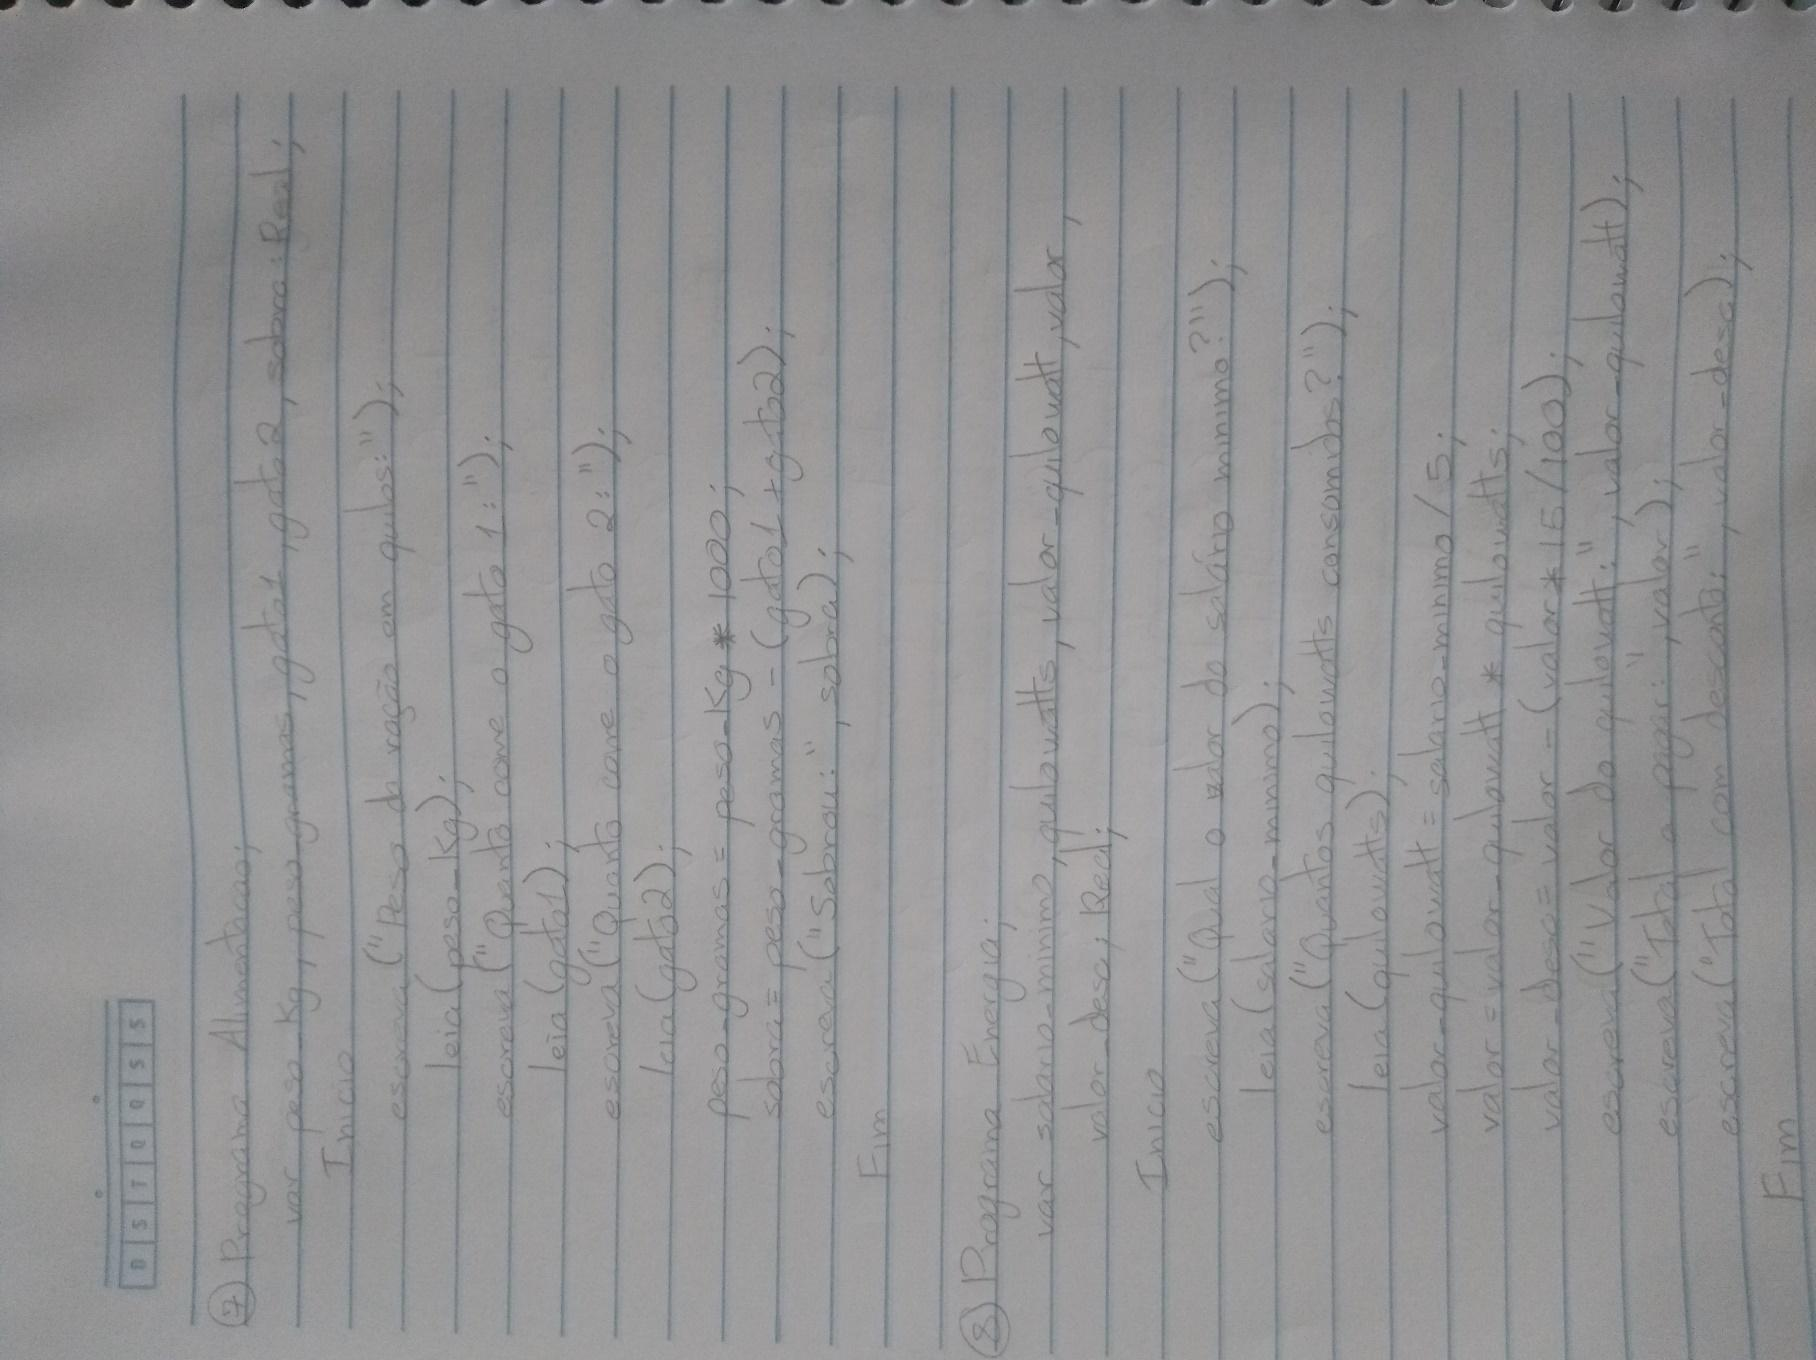 D S T Q Q S S
7 Programa Alimentacao;
var peso_Kg, peso_gramas, gato1, gato2, sobra: Real;
Inicio
escreva ("Peso da ração em quilos:");
leia (peso_Kg);
escreva ("Quanto come o gato 1:");
leia (gato1);
escreva ("Quanto come o gato 2:");
leia (gato2);
peso_gramas = peso_Kg * 1000;
sobra = peso_gramas - (gato1 + gato2);
escreva ("Sobrou:", sobra);
Fim
8 Programa Energia;
var salario_minimo, quilowatts, valor_quilowatt, valor,
valor_desc; Real;
Inicio
escreva ("Qual o valor do salário minimo?");
leia (salario_minimo);
escreva ("Quantos quilowatts consomidos?");
leia (quilowatts);
valor_quilowatt = salario_minimo / 5;
valor = valor_quilowatt * quilowatts;
valor_desc = valor - (valor * 15 / 100);
escreva ("Valor do quilowatt:", valor_quilowatt);
escreva ("Total a pagar:", valor);
escreva ("Total com desconto:", valor_desc);
Fim